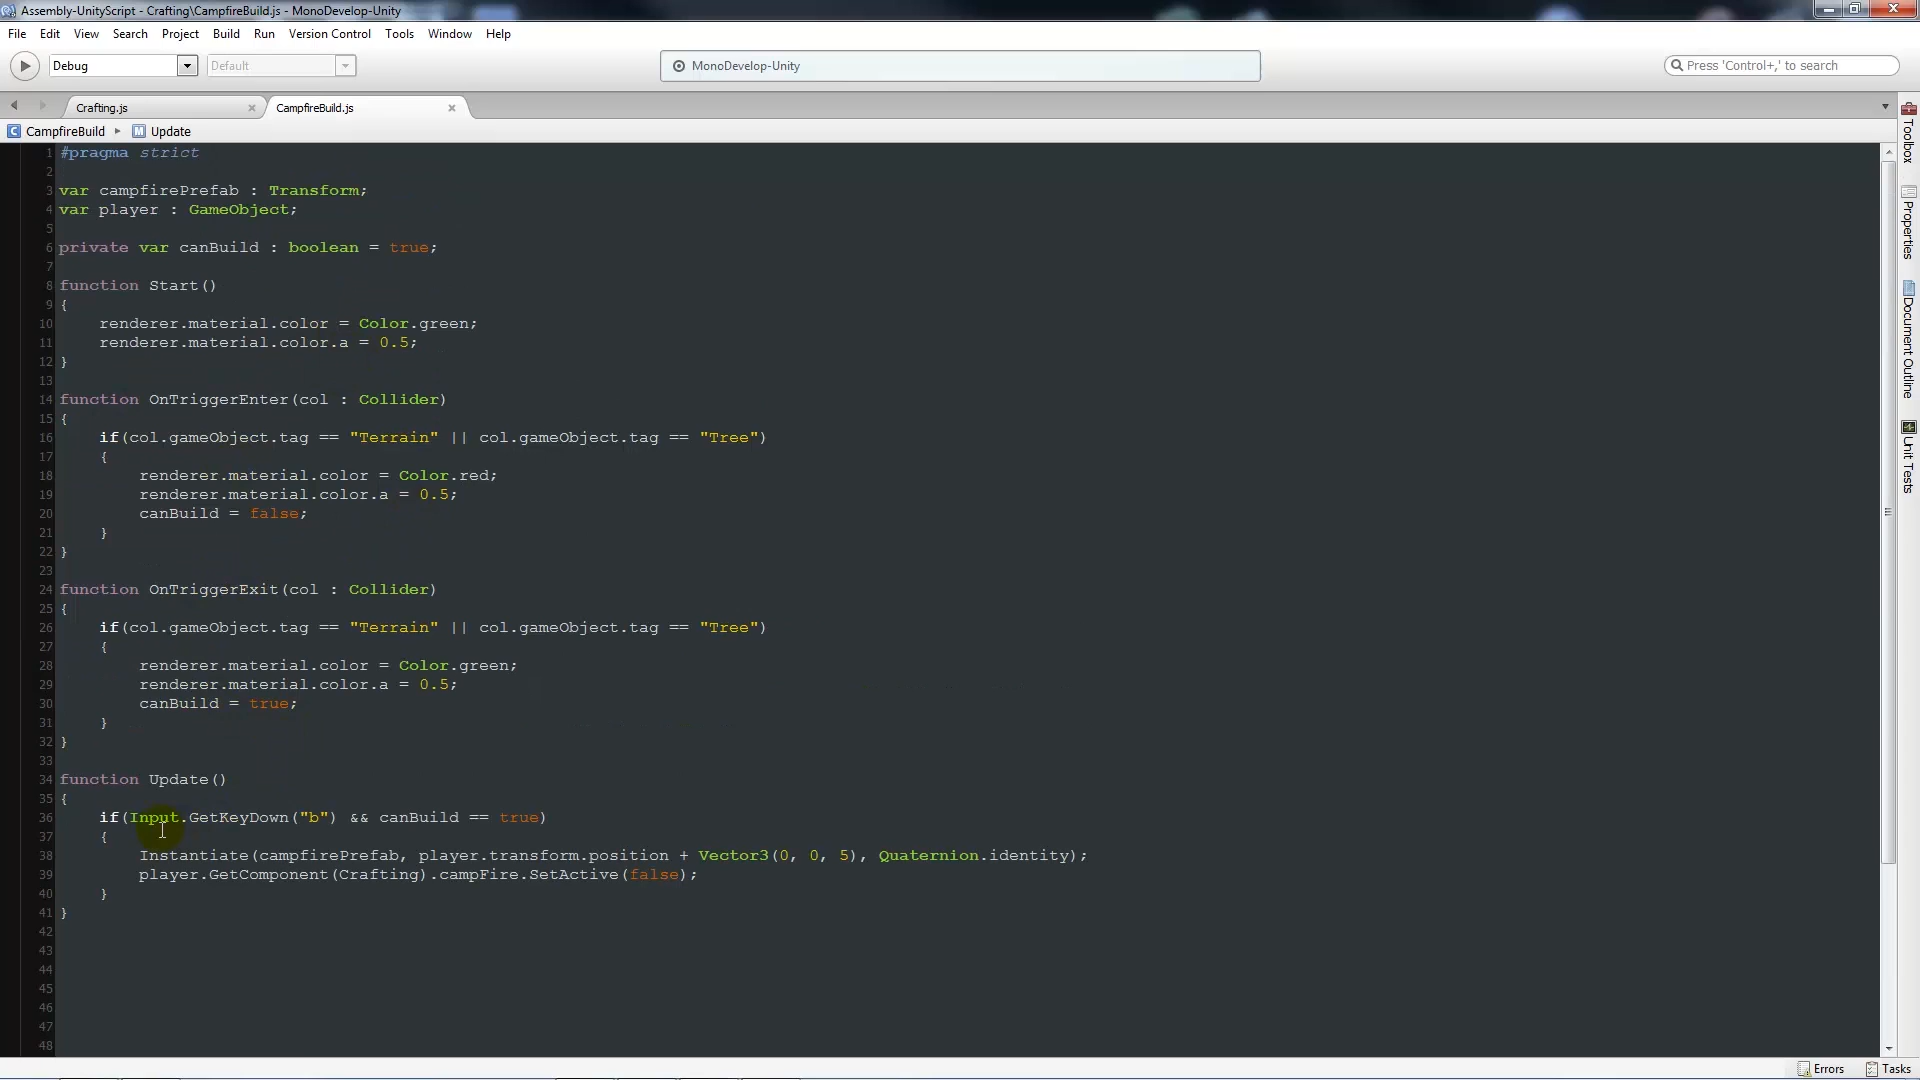 Assembly-UnityScript - Crafting\CampfireBuild.js - MonoDevelop-Unity
File Edit View Search Project Build Run Version Control Tools Window Help
Debug Default MonoDevelop-Unity Press 'Control+,' to search
Crafting.js CampfireBuild.js
CampfireBuild Update
1 #pragma strict
2
3 var campfirePrefab : Transform;
4 var player : GameObject;
5
6 private var canBuild : boolean = true;
7
8 function Start()
9 {
10 renderer.material.color = Color.green;
11 renderer.material.color.a = 0.5;
12 }
13
14 function OnTriggerEnter(col : Collider)
15 {
16 if(col.gameObject.tag == "Terrain" || col.gameObject.tag == "Tree")
17 {
18 renderer.material.color = Color.red;
19 renderer.material.color.a = 0.5;
20 canBuild = false;
21 }
22 }
23
24 function OnTriggerExit(col : Collider)
25 {
26 if(col.gameObject.tag == "Terrain" || col.gameObject.tag == "Tree")
27 {
28 renderer.material.color = Color.green;
29 renderer.material.color.a = 0.5;
30 canBuild = true;
31 }
32 }
33
34 function Update()
35 {
36 if(Input.GetKeyDown("b") && canBuild == true)
37 {
38 Instantiate(campfirePrefab, player.transform.position + Vector3(0, 0, 5), Quaternion.identity);
39 player.GetComponent(Crafting).campFire.SetActive(false);
40 }
41 }
42
43
44
45
46
47
48
Toolbox
Properties
Document Outline
Unit Tests
Errors Tasks